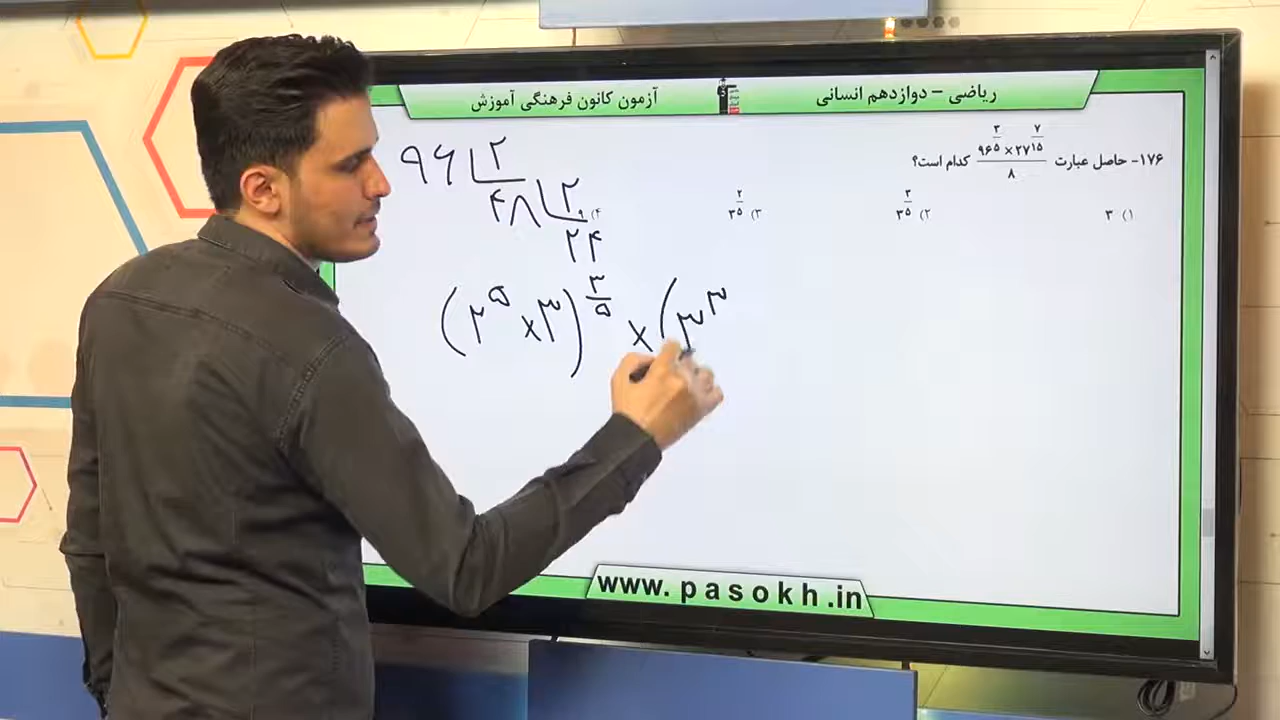 ریاضی – دوازدهم انسانی
آزمون کانون فرهنگی آموزش
۱۷۶- حاصل عبارت (۹۶^(۳/۵) × ۲۷^(۷/۱۵))/۸ کدام است؟
۱) ۳
۲) ۳^(۳/۵)
۳) ۳^(۲/۵)
۴) ۹
۹۶ | ۲
۴۸ | ۲
۲۴
(۲^۵ × ۳)^(۳/۵) × (۳^۳
www. pasokh .in